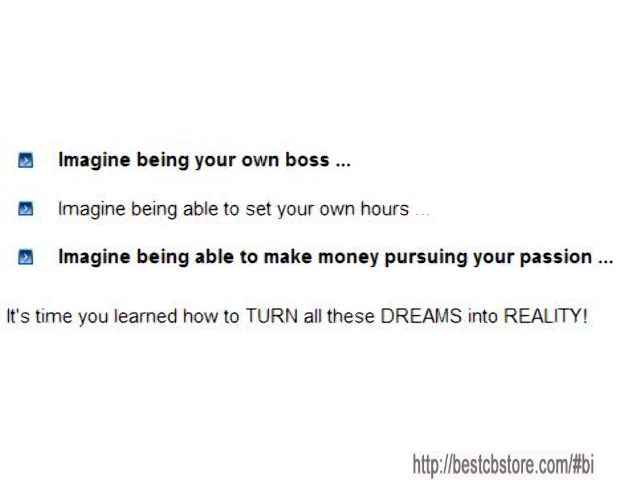 Imagine being your own boss ...
Imagine being able to set your own hours ...
Imagine being able to make money pursuing your passion ...
It's time you learned how to TURN all these DREAMS into REALITY!
http://bestcbstore.com/#bi